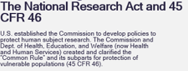 The National Research Act and 45
CFR 46
U.S. established the Commission to develop policies to
protect human subject research. The Commission and
Dept. of Health, Education, and Welfare (now Health
and Human Services) created and clarified the
"Common Rule" and its subparts for protection of
vulnerable populations (45 CFR 46).